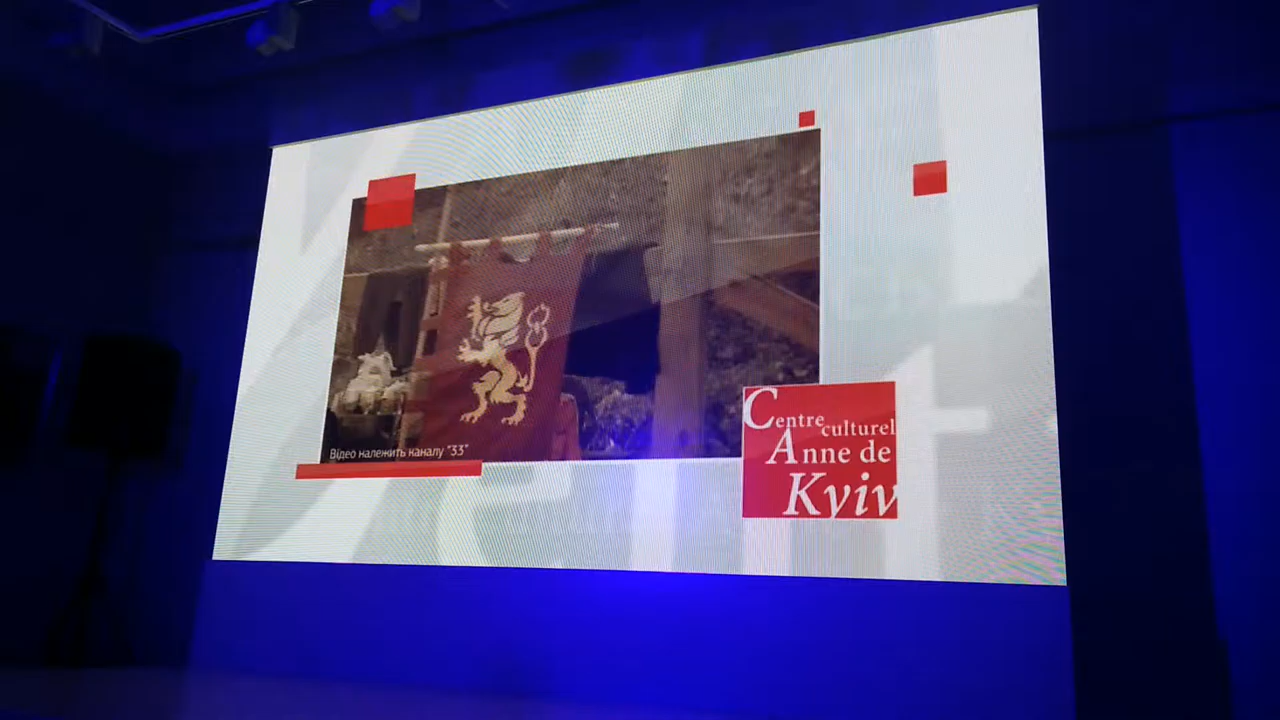 Відео належить каналу "33"
Centre
culturel
Anne de
Kyiv